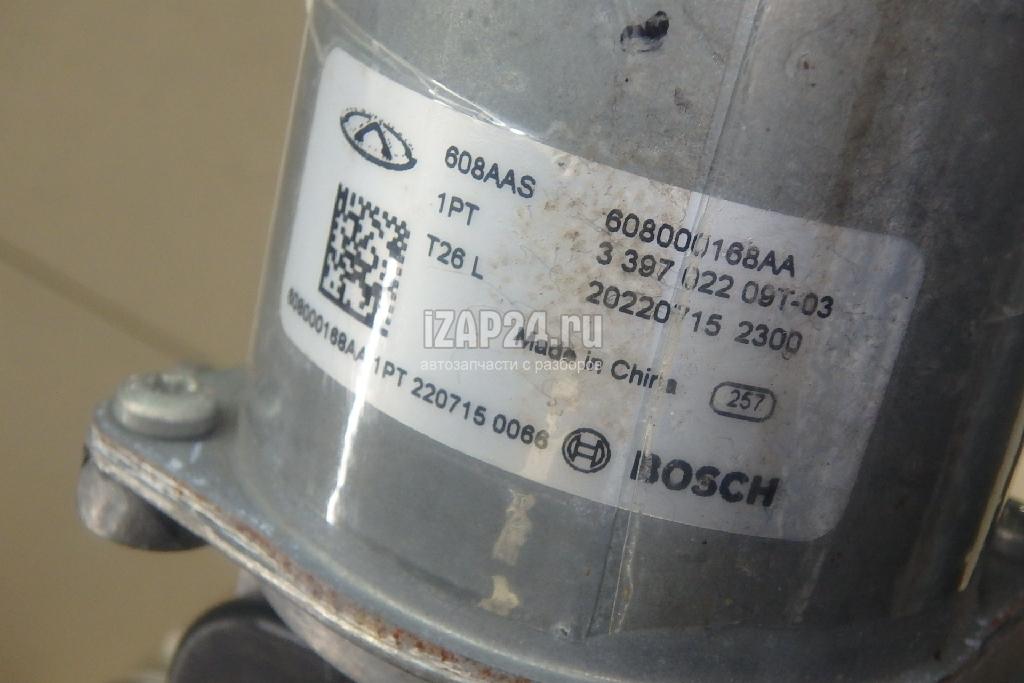 608AAS
1PT
608000168AA
T26 L
3 397 022 09T-03
20220715 2300
Made in China
257
608000168AA 1PT 220715 0066
BOSCH
iZAP24.ru
автозапчасти с разборов